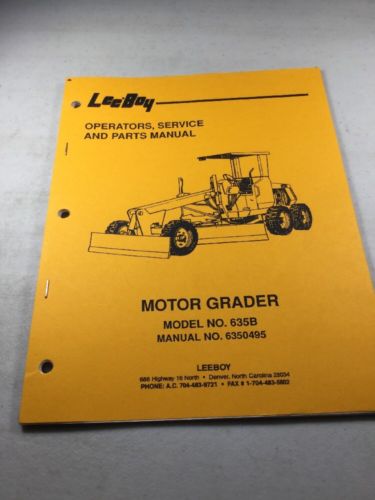 LeeBoy
OPERATORS, SERVICE
AND PARTS MANUAL
MOTOR GRADER
MODEL NO. 635B
MANUAL NO. 6350495
LEEBOY
Highway 16 North • Denver, North Carolina 28034
PHONE: A.C. 704-483-9721 • FAX # 1-704-483-5802